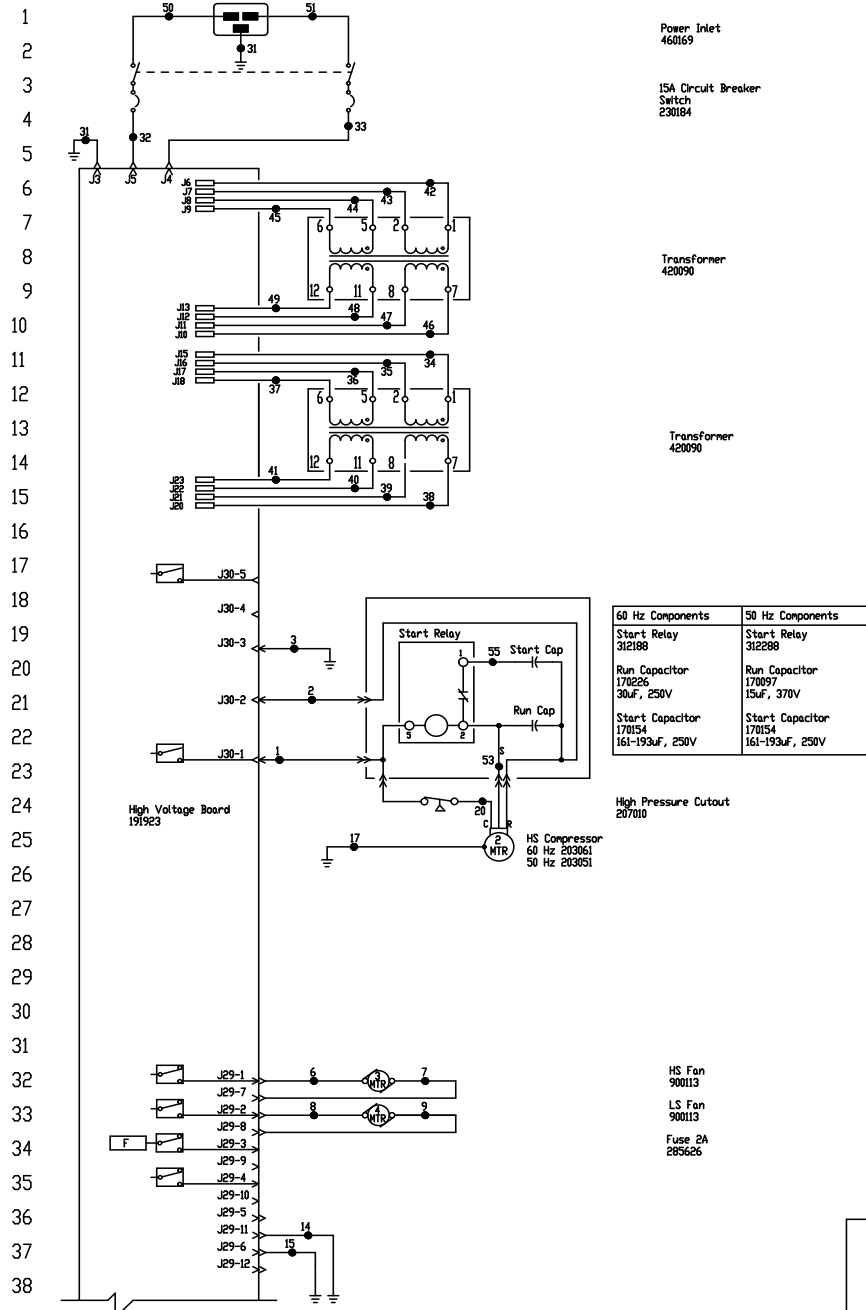 1
50
51
Power Inlet
460169
2
31
3
15A Circuit Breaker
Switch
230184
4
33
31
32
5
J3
J5
J4
6
J6
42
J7
43
J8
44
J9
45
7
6
5
2
1
8
Transformer
420090
9
12
11
8
7
J13
49
J12
48
J11
47
J10
46
10
11
J15
34
J16
35
J17
36
J18
37
12
6
5
2
1
13
Transformer
420090
14
12
11
8
7
J23
41
J22
40
J21
39
J20
38
15
16
17
J30-5
18
J30-4
60 Hz Components
50 Hz Components
19
J30-3
3
Start Relay
Start Relay
312188
Start Relay
312288
1
55
Start Cap
20
Run Capacitor
170226
30uF, 250V
Run Capacitor
170097
15uF, 370V
21
J30-2
2
Run Cap
5
2
Start Capacitor
170154
161-193uF, 250V
Start Capacitor
170154
161-193uF, 250V
22
J30-1
1
S
53
23
24
High Voltage Board
191923
20
High Pressure Cutout
207010
C
R
25
17
2
MTR
HS Compressor
60 Hz 203061
50 Hz 203051
26
27
28
29
30
31
32
J29-1
6
3
MTR
7
HS Fan
900113
J29-7
33
J29-2
8
4
MTR
9
LS Fan
900113
J29-8
34
F
J29-3
Fuse 2A
285626
J29-9
35
J29-4
J29-10
36
J29-5
J29-11
14
37
J29-6
15
J29-12
38